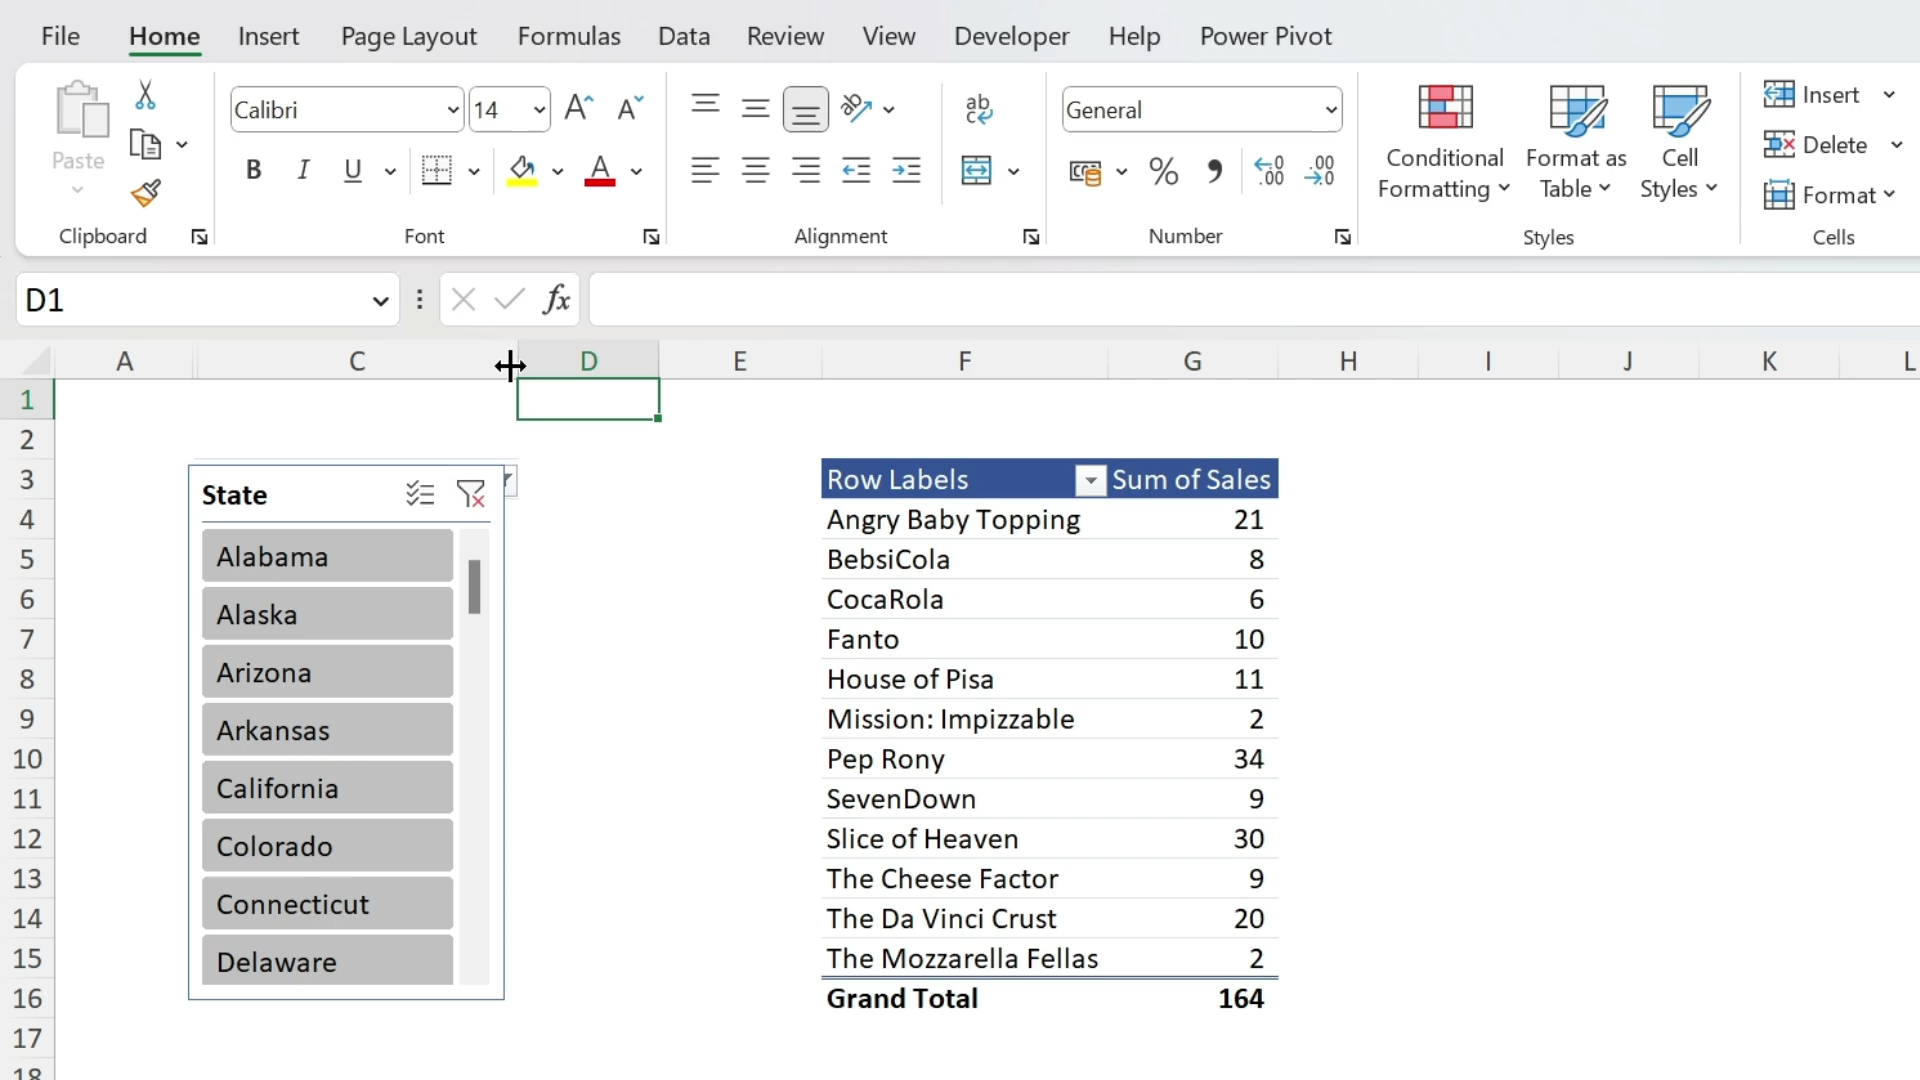 File Home Insert Page Layout Formulas Data Review View Developer Help Power Pivot
Paste
Clipboard
Calibri 14
B I U A
Font
ab
Alignment
General
% .00 .00
Number
Conditional Formatting
Format as Table
Cell Styles
Styles
Insert
Delete
Format
Cells
D1 fx
A C D E F G H I J K L
1
2
3
4
5
6
7
8
9
10
11
12
13
14
15
16
17
18
State
Alabama
Alaska
Arizona
Arkansas
California
Colorado
Connecticut
Delaware
Row Labels Sum of Sales
Angry Baby Topping 21
BebsiCola 8
CocaRola 6
Fanto 10
House of Pisa 11
Mission: Impizzable 2
Pep Rony 34
SevenDown 9
Slice of Heaven 30
The Cheese Factor 9
The Da Vinci Crust 20
The Mozzarella Fellas 2
Grand Total 164